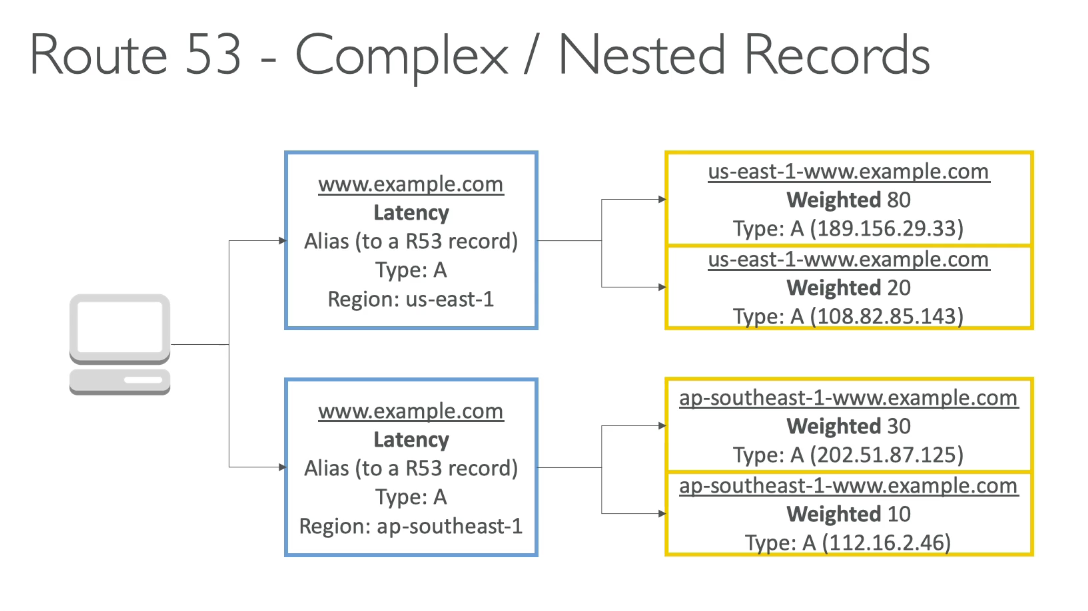 Route 53 - Complex / Nested Records
www.example.com
Latency
Alias (to a R53 record)
Type: A
Region: us-east-1
us-east-1-www.example.com
Weighted 80
Type: A (189.156.29.33)
us-east-1-www.example.com
Weighted 20
Type: A (108.82.85.143)
www.example.com
Latency
Alias (to a R53 record)
Type: A
Region: ap-southeast-1
ap-southeast-1-www.example.com
Weighted 30
Type: A (202.51.87.125)
ap-southeast-1-www.example.com
Weighted 10
Type: A (112.16.2.46)